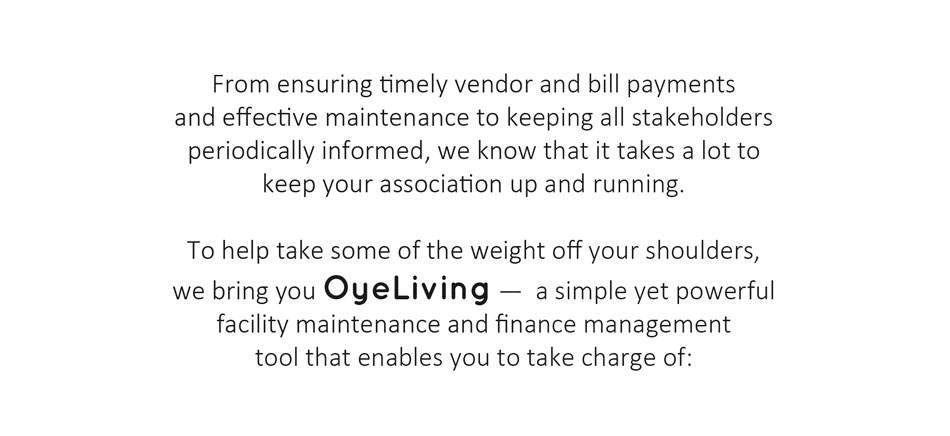 From ensuring timely vendor and bill payments
and effective maintenance to keeping all stakeholders
periodically informed, we know that it takes a lot to
keep your association up and running.
To help take some of the weight off your shoulders,
we bring you OyeLiving — a simple yet powerful
facility maintenance and finance management
tool that enables you to take charge of: